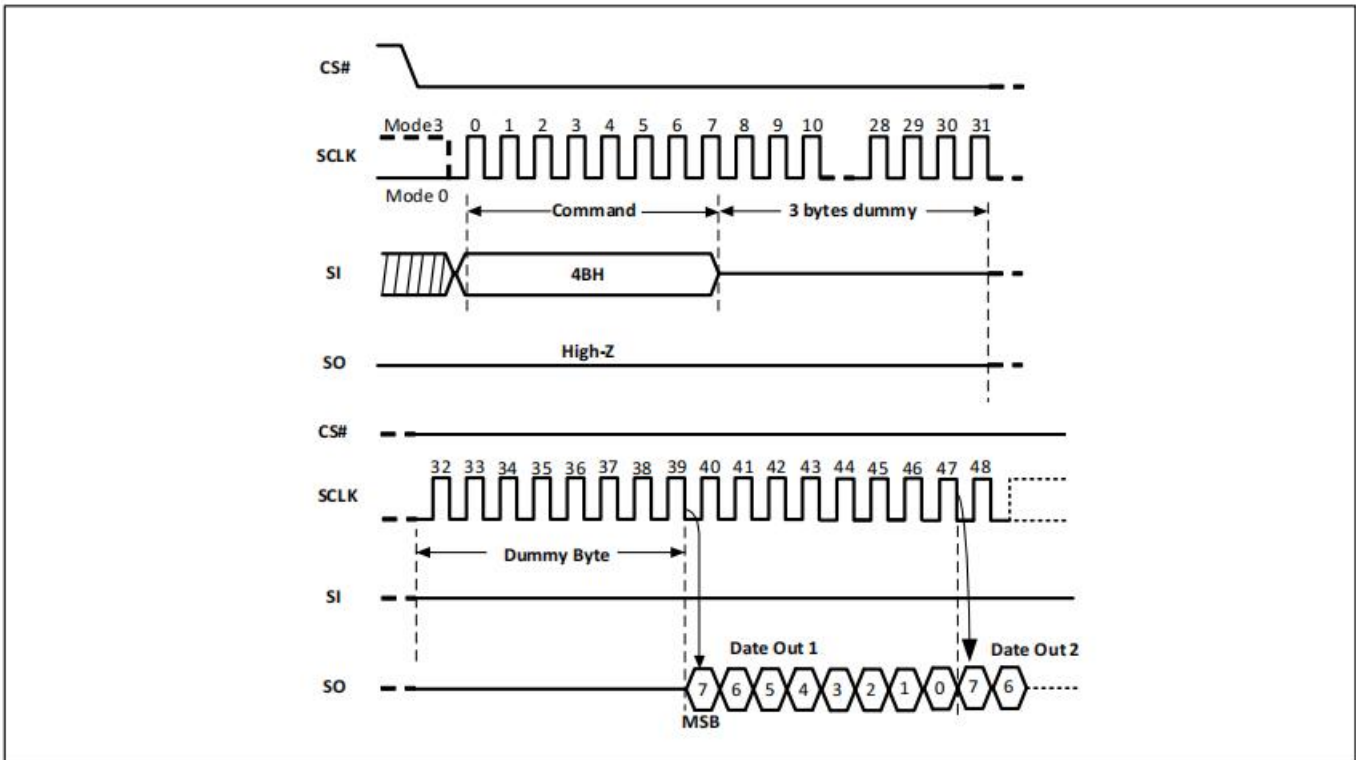 CS#
Mode3 0 1 2 3 4 5 6 7 8 9 10 28 29 30 31
SCLK
Mode 0
Command 3 bytes dummy
SI 4BH
High-Z
SO
CS#
32 33 34 35 36 37 38 39 40 41 42 43 44 45 46 47 48
SCLK
Dummy Byte
SI
Date Out 1 Date Out 2
SO 7 6 5 4 3 2 1 0 7 6
MSB